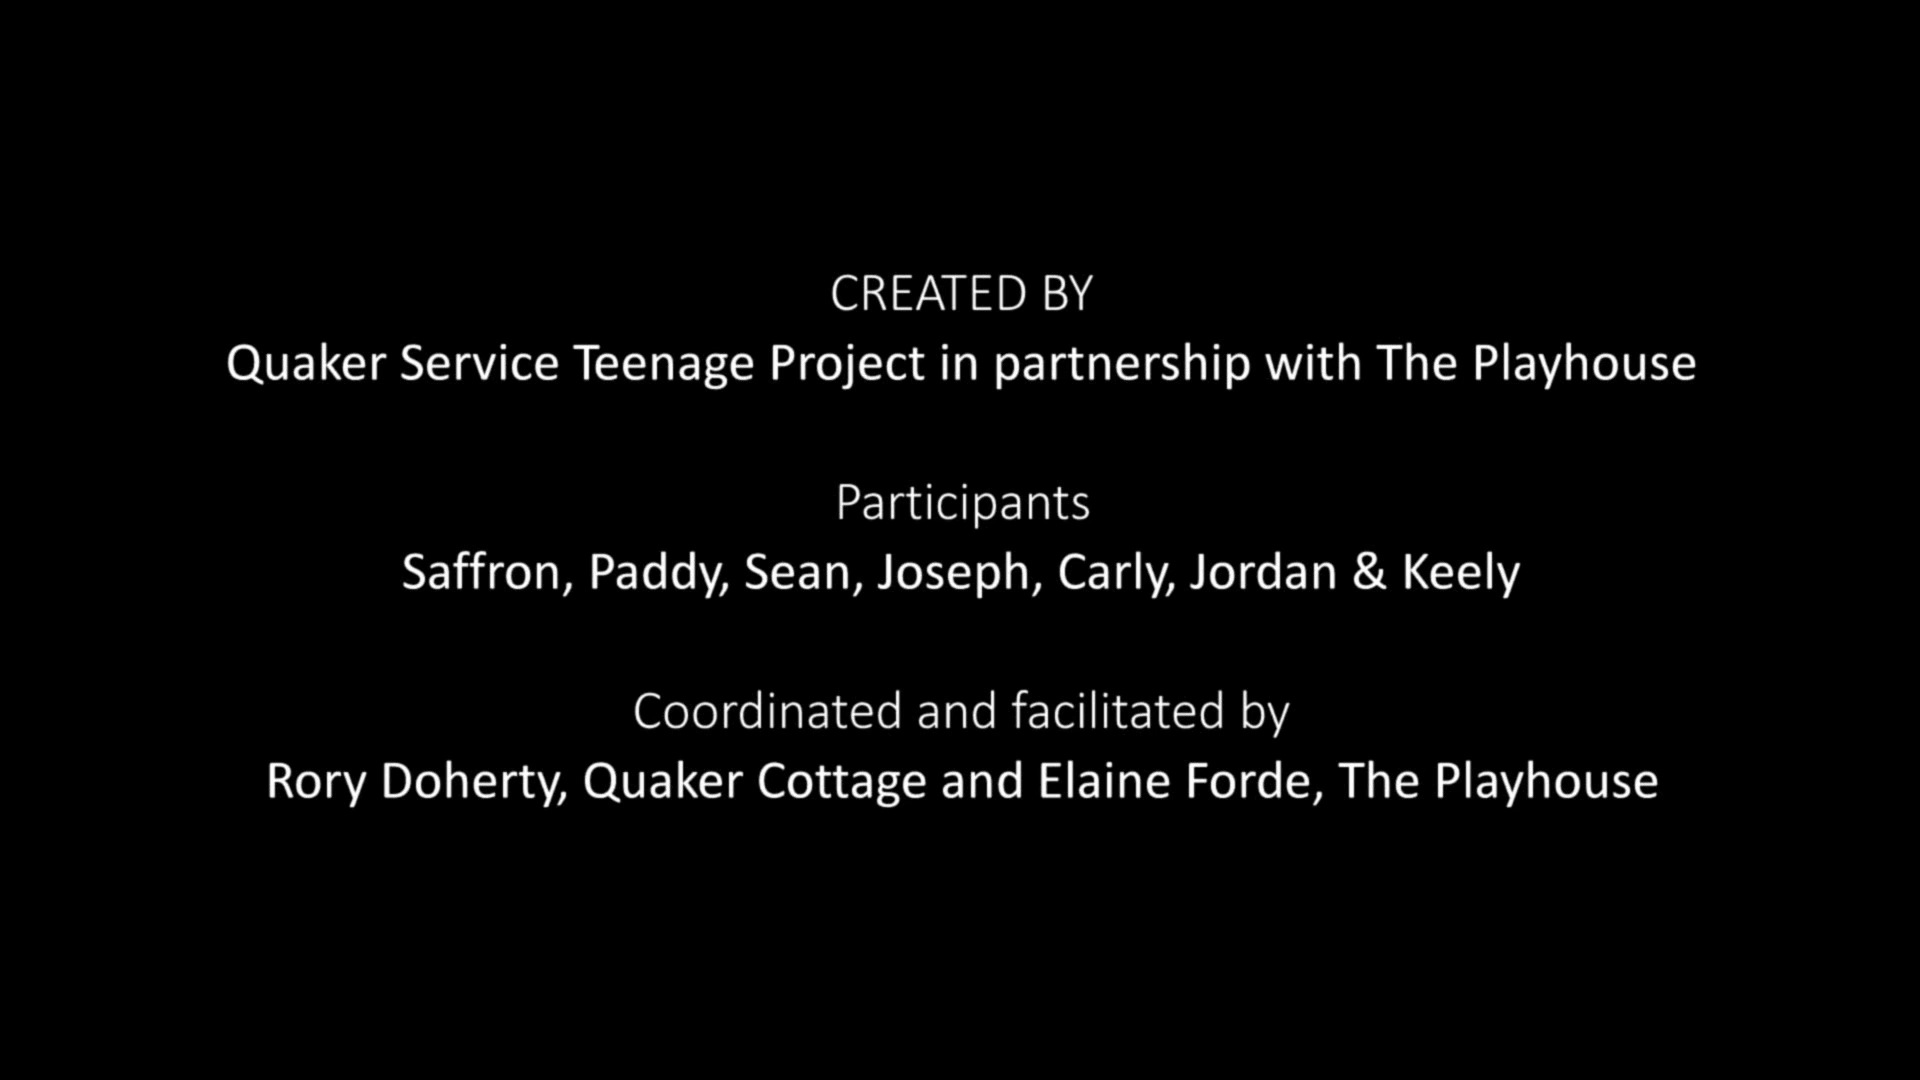 CREATED BY
Quaker Service Teenage Project in partnership with The Playhouse
Participants
Saffron, Paddy, Sean, Joseph, Carly, Jordan & Keely
Coordinated and facilitated by
Rory Doherty, Quaker Cottage and Elaine Forde, The Playhouse